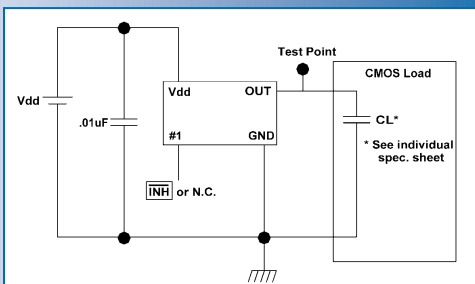 Test Point
CMOS Load
Vdd
Vdd
OUT
.01uF
CL*
#1
GND
* See individual
spec. sheet
INH or N.C.